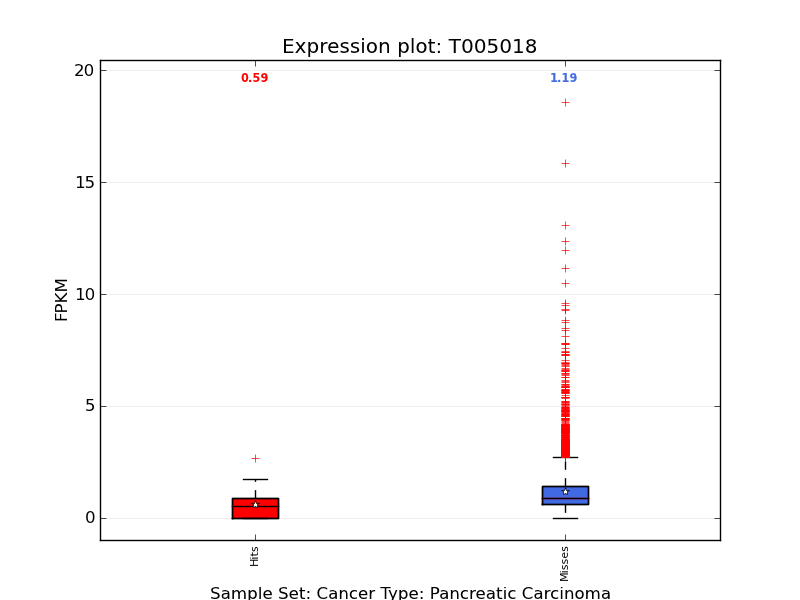 Expression plot: T005018
0.59
1.19
20
15
10
5
0
FPKM
Hits
Misses
Sample Set: Cancer Type: Pancreatic Carcinoma